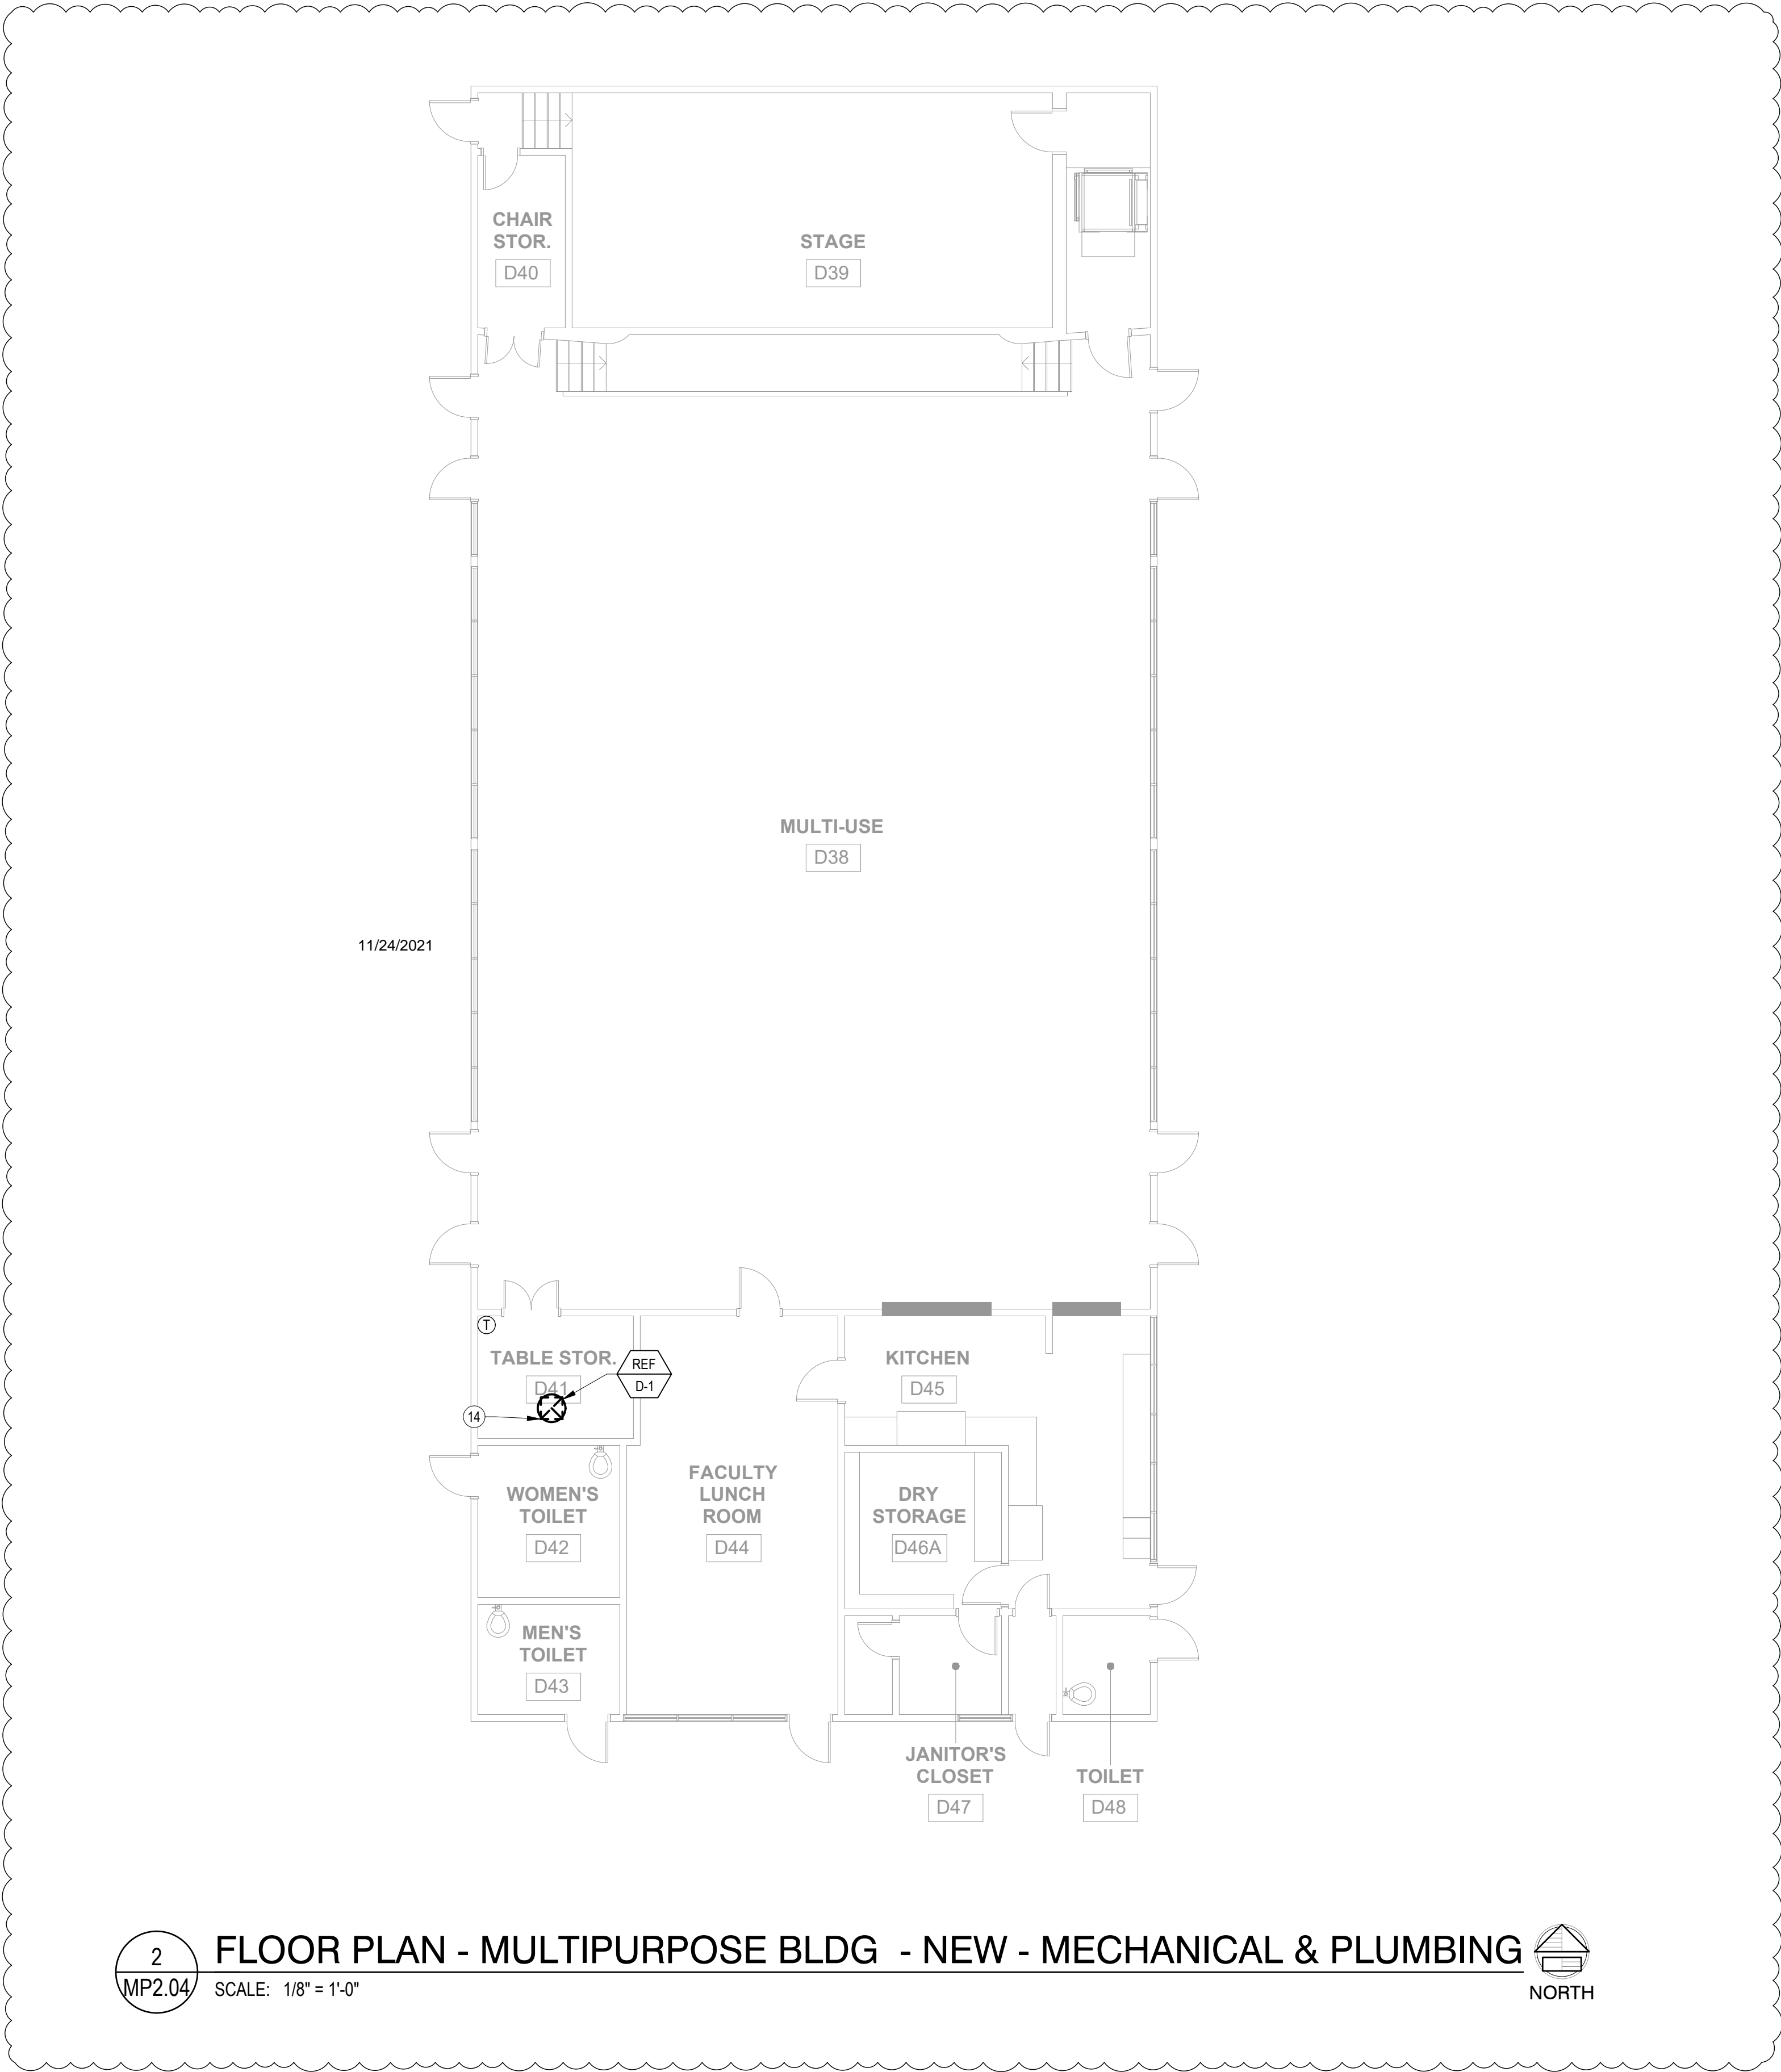 CHAIR
STOR.
D40
STAGE
D39
MULTI-USE
D38
11/24/2021
T
TABLE STOR.
D41
REF
D-1
14
KITCHEN
D45
WOMEN'S
TOILET
D42
FACULTY
LUNCH
ROOM
D44
DRY
STORAGE
D46A
MEN'S
TOILET
D43
JANITOR'S
CLOSET
D47
TOILET
D48
2
MP2.04
FLOOR PLAN - MULTIPURPOSE BLDG - NEW - MECHANICAL & PLUMBING
SCALE: 1/8" = 1'-0"
NORTH